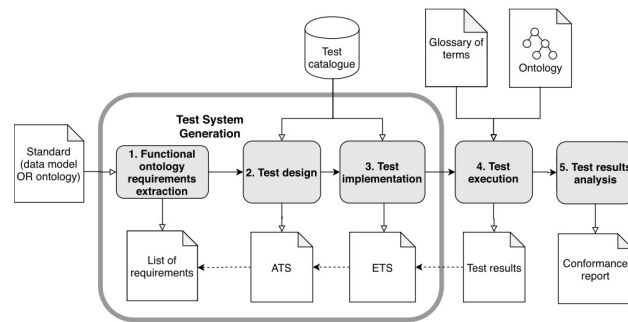 Test
catalogue
Glossary of
terms
Ontology
Test System
Generation
Standard
(data model
OR ontology)
1. Functional
ontology
requirements
extraction
2. Test design
3. Test
implementation
4. Test
execution
5. Test results
analysis
List of
requirements
ATS
ETS
Test results
Conformance
report